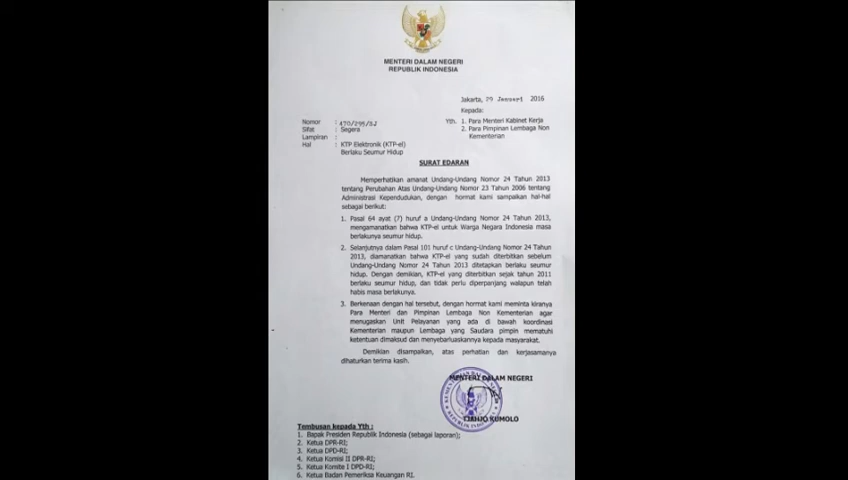 MENTERI DALAM NEGERI
REPUBLIK INDONESIA
Jakarta, 29 Januari 2016
Kepada:
Nomor : 470/295/SJ
Yth. 1. Para Menteri Kabinet Kerja
Sifat : Segera
2. Para Pimpinan Lembaga Non
Kementerian
Lampiran :
Hal : KTP Elektronik (KTP-el)
Berlaku Seumur Hidup
SURAT EDARAN
Memperhatikan amanat Undang-Undang Nomor 24 Tahun 2013
tentang Perubahan Atas Undang-Undang Nomor 23 Tahun 2006 tentang
Administrasi Kependudukan, dengan hormat kami sampaikan hal-hal
sebagai berikut:
1. Pasal 64 ayat (7) huruf a Undang-Undang Nomor 24 Tahun 2013,
mengamanatkan bahwa KTP-el untuk Warga Negara Indonesia masa
berlakunya seumur hidup.
2. Selanjutnya dalam Pasal 101 huruf c Undang-Undang Nomor 24 Tahun
2013, diamanatkan bahwa KTP-el yang sudah diterbitkan sebelum
Undang-Undang Nomor 24 Tahun 2013 ditetapkan berlaku seumur
hidup. Dengan demikian, KTP-el yang diterbitkan sejak tahun 2011
berlaku seumur hidup, dan tidak perlu diperpanjang walapun telah
habis masa berlakunya.
3. Berkenaan dengan hal tersebut, dengan hormat kami meminta kiranya
Para Menteri dan Pimpinan Lembaga Non Kementerian agar
menugaskan Unit Pelayanan yang ada di bawah koordinasi
Kementerian maupun Lembaga yang Saudara pimpin mematuhi
ketentuan dimaksud dan menyebarluaskannya kepada masyarakat.
Demikian disampaikan, atas perhatian dan kerjasamanya
dihaturkan terima kasih.
MENTERI DALAM NEGERI
TJAHJO KUMOLO
Tembusan kepada Yth :
1. Bapak Presiden Republik Indonesia (sebagai laporan);
2. Ketua DPR-RI;
3. Ketua DPD-RI;
4. Ketua Komisi II DPR-RI;
5. Ketua Komite I DPD-RI;
6. Ketua Badan Pemeriksa Keuangan RI.